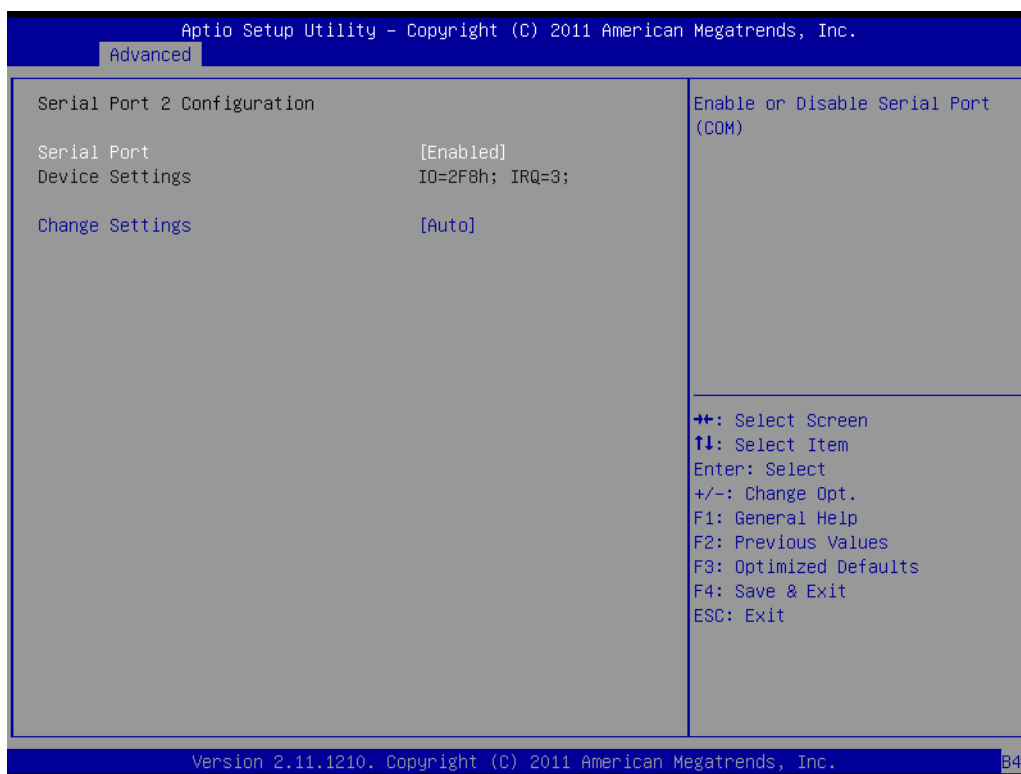 Aptio Setup Utility – Copyright (C) 2011 American Megatrends, Inc.
Advanced
Serial Port 2 Configuration
Serial Port [Enabled]
Device Settings IO=2F8h; IRQ=3;
Change Settings [Auto]
Enable or Disable Serial Port
(COM)
→←: Select Screen
↑↓: Select Item
Enter: Select
+/-: Change Opt.
F1: General Help
F2: Previous Values
F3: Optimized Defaults
F4: Save & Exit
ESC: Exit
Version 2.11.1210. Copyright (C) 2011 American Megatrends, Inc.
B4